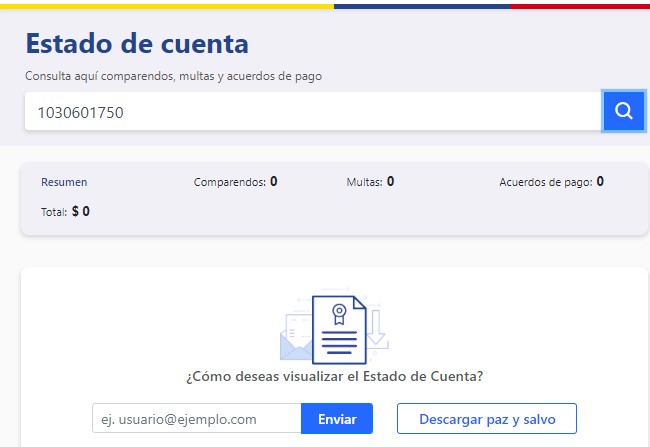 Estado de cuenta
Consulta aquí comparendos, multas y acuerdos de pago
1030601750
Resumen Comparendos: 0 Multas: 0 Acuerdos de pago: 0
Total: $ 0
¿Cómo deseas visualizar el Estado de Cuenta?
ej. usuario@ejemplo.com Enviar Descargar paz y salvo